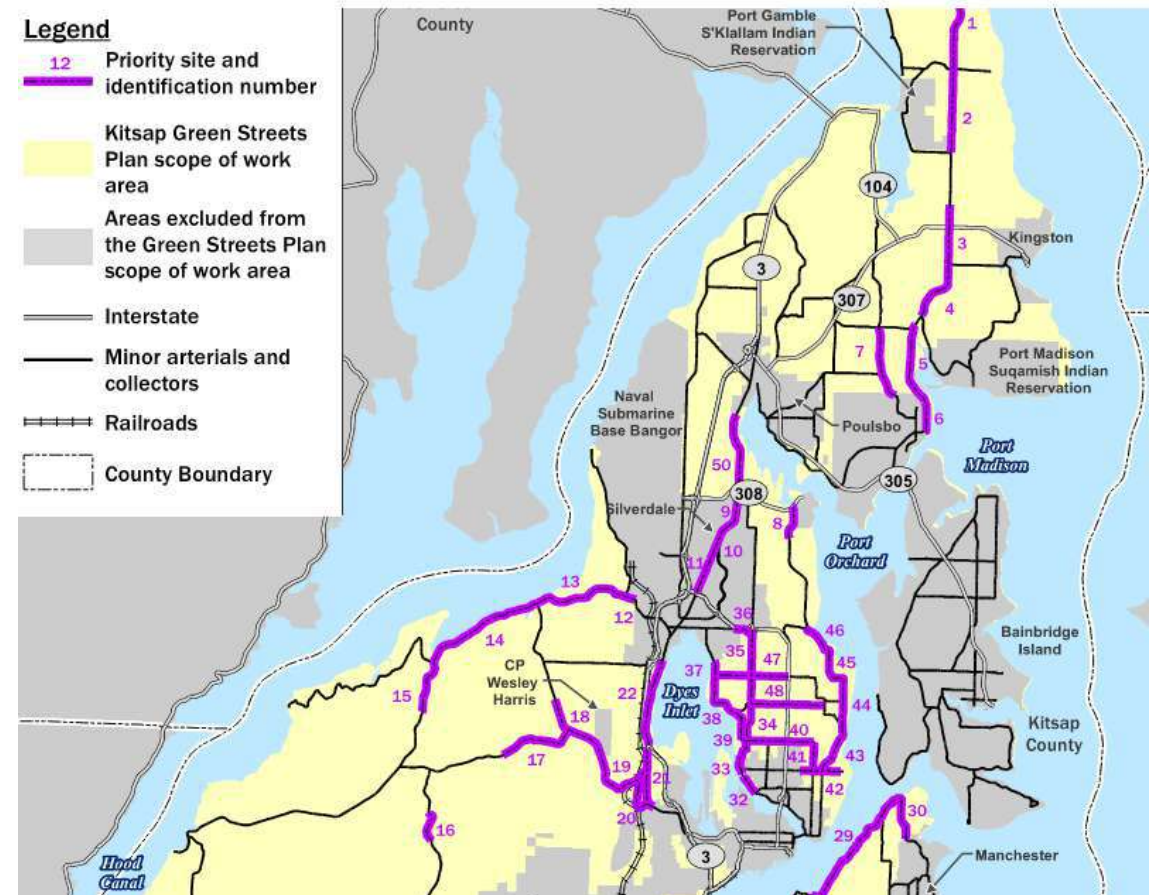 Legend
12
Priority site and
identification number
Kitsap Green Streets
Plan scope of work
area
Areas excluded from
the Green Streets Plan
scope of work area
Interstate
Minor arterials and
collectors
Railroads
County Boundary
County
Port Gamble
S'Klallam Indian
Reservation
1
2
104
3
Kingston
3
307
4
7
5
Port Madison
Suqamish Indian
Reservation
Naval
Submarine
Base Bangor
Poulsbo
6
Port
Madison
50
305
308
Silverdale
9
8
10
Port
Orchard
11
13
12
36
46
14
35
47
45
Bainbridge
Island
CP
Wesley
Harris
37
22
Dyes
Inlet
48
15
44
18
38
34
Kitsap
County
39
40
17
41
43
19
21
33
42
32
20
16
30
29
3
Manchester
Hood
Canal